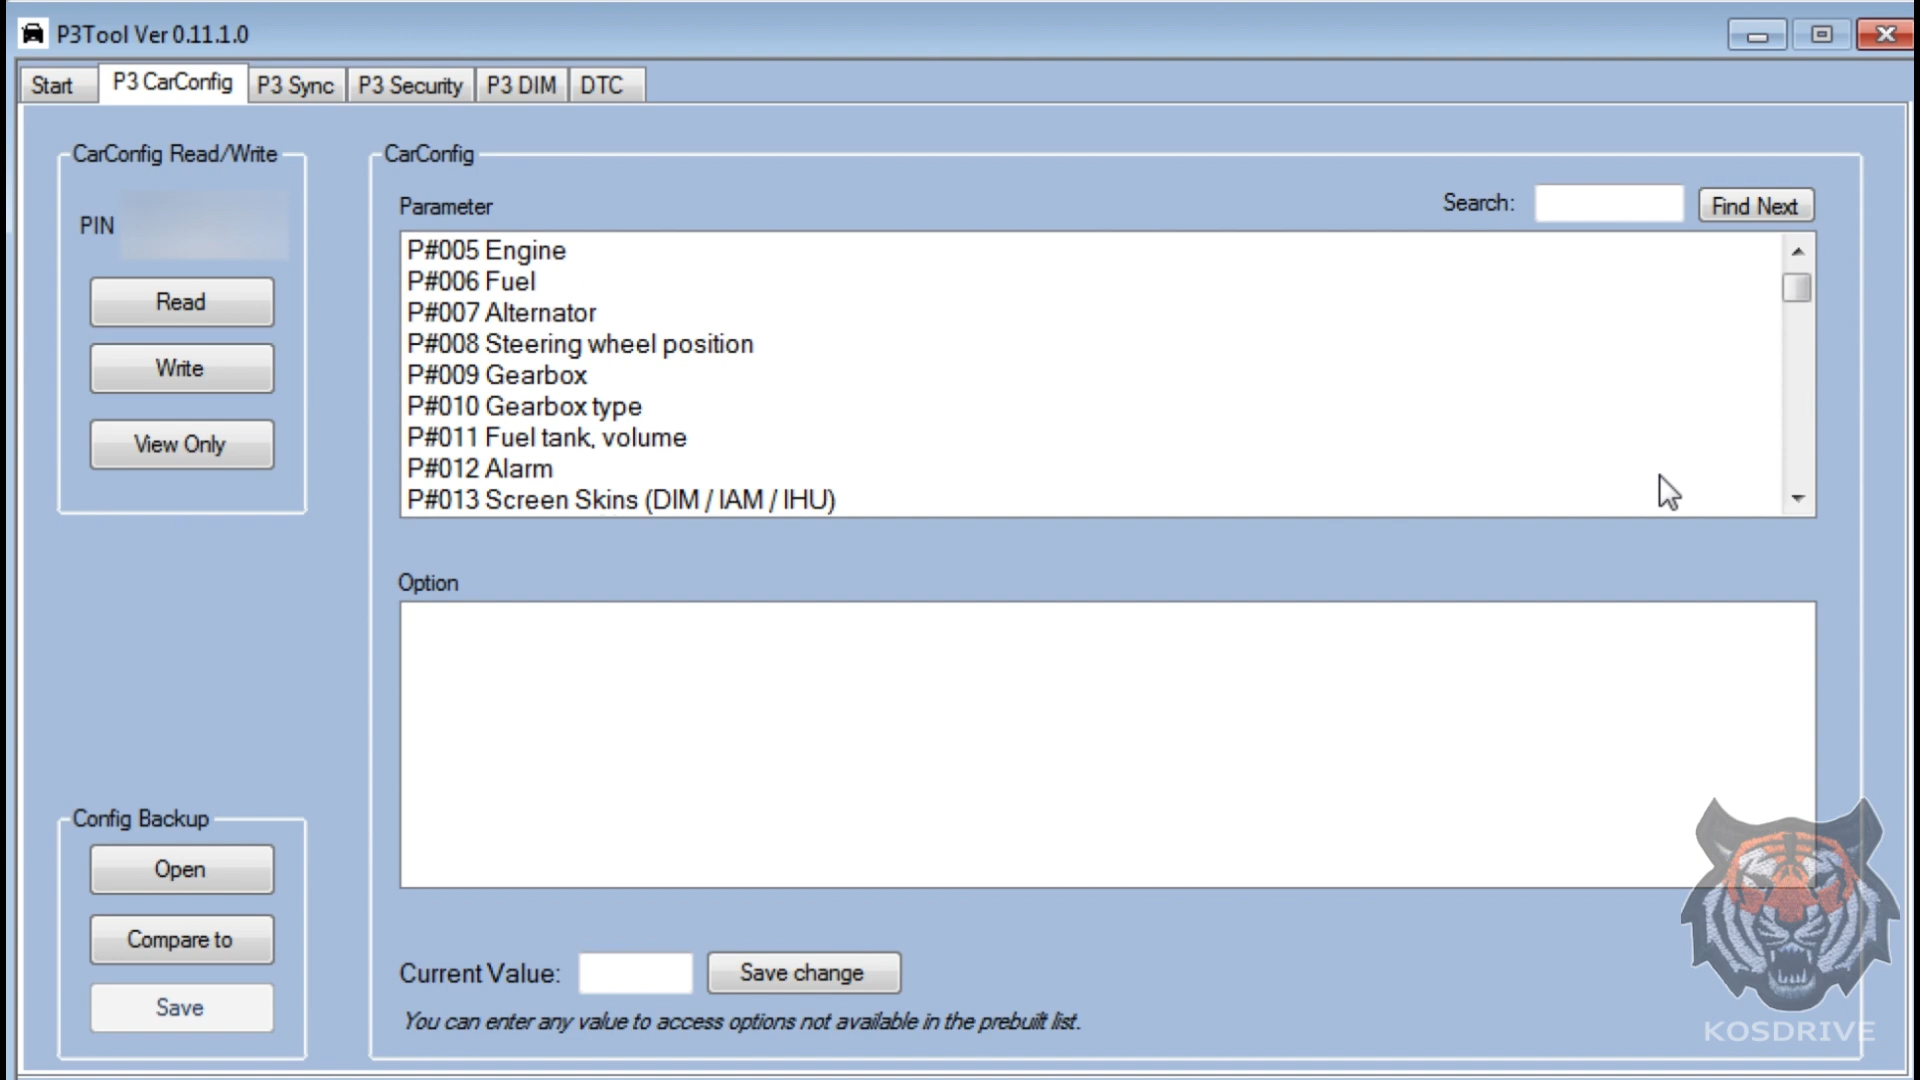 P3Tool Ver 0.11.1.0
Start
P3 CarConfig
P3 Sync
P3 Security
P3 DIM
DTC
CarConfig Read/Write
PIN
Read
Write
View Only
CarConfig
Parameter
Search:
Find Next
P#005 Engine
P#006 Fuel
P#007 Alternator
P#008 Steering wheel position
P#009 Gearbox
P#010 Gearbox type
P#011 Fuel tank, volume
P#012 Alarm
P#013 Screen Skins (DIM / IAM / IHU)
Option
Config Backup
Open
Compare to
Save
Current Value:
Save change
You can enter any value to access options not available in the prebuilt list.
KOSDRIVE